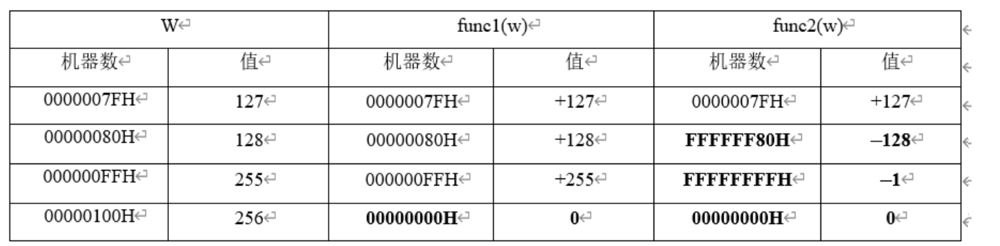 W func1(w) func2(w)
机器数 值 机器数 值 机器数 值
0000007FH 127 0000007FH +127 0000007FH +127
00000080H 128 00000080H +128 FFFFFF80H –128
000000FFH 255 000000FFH +255 FFFFFFFFH –1
00000100H 256 00000000H 0 00000000H 0